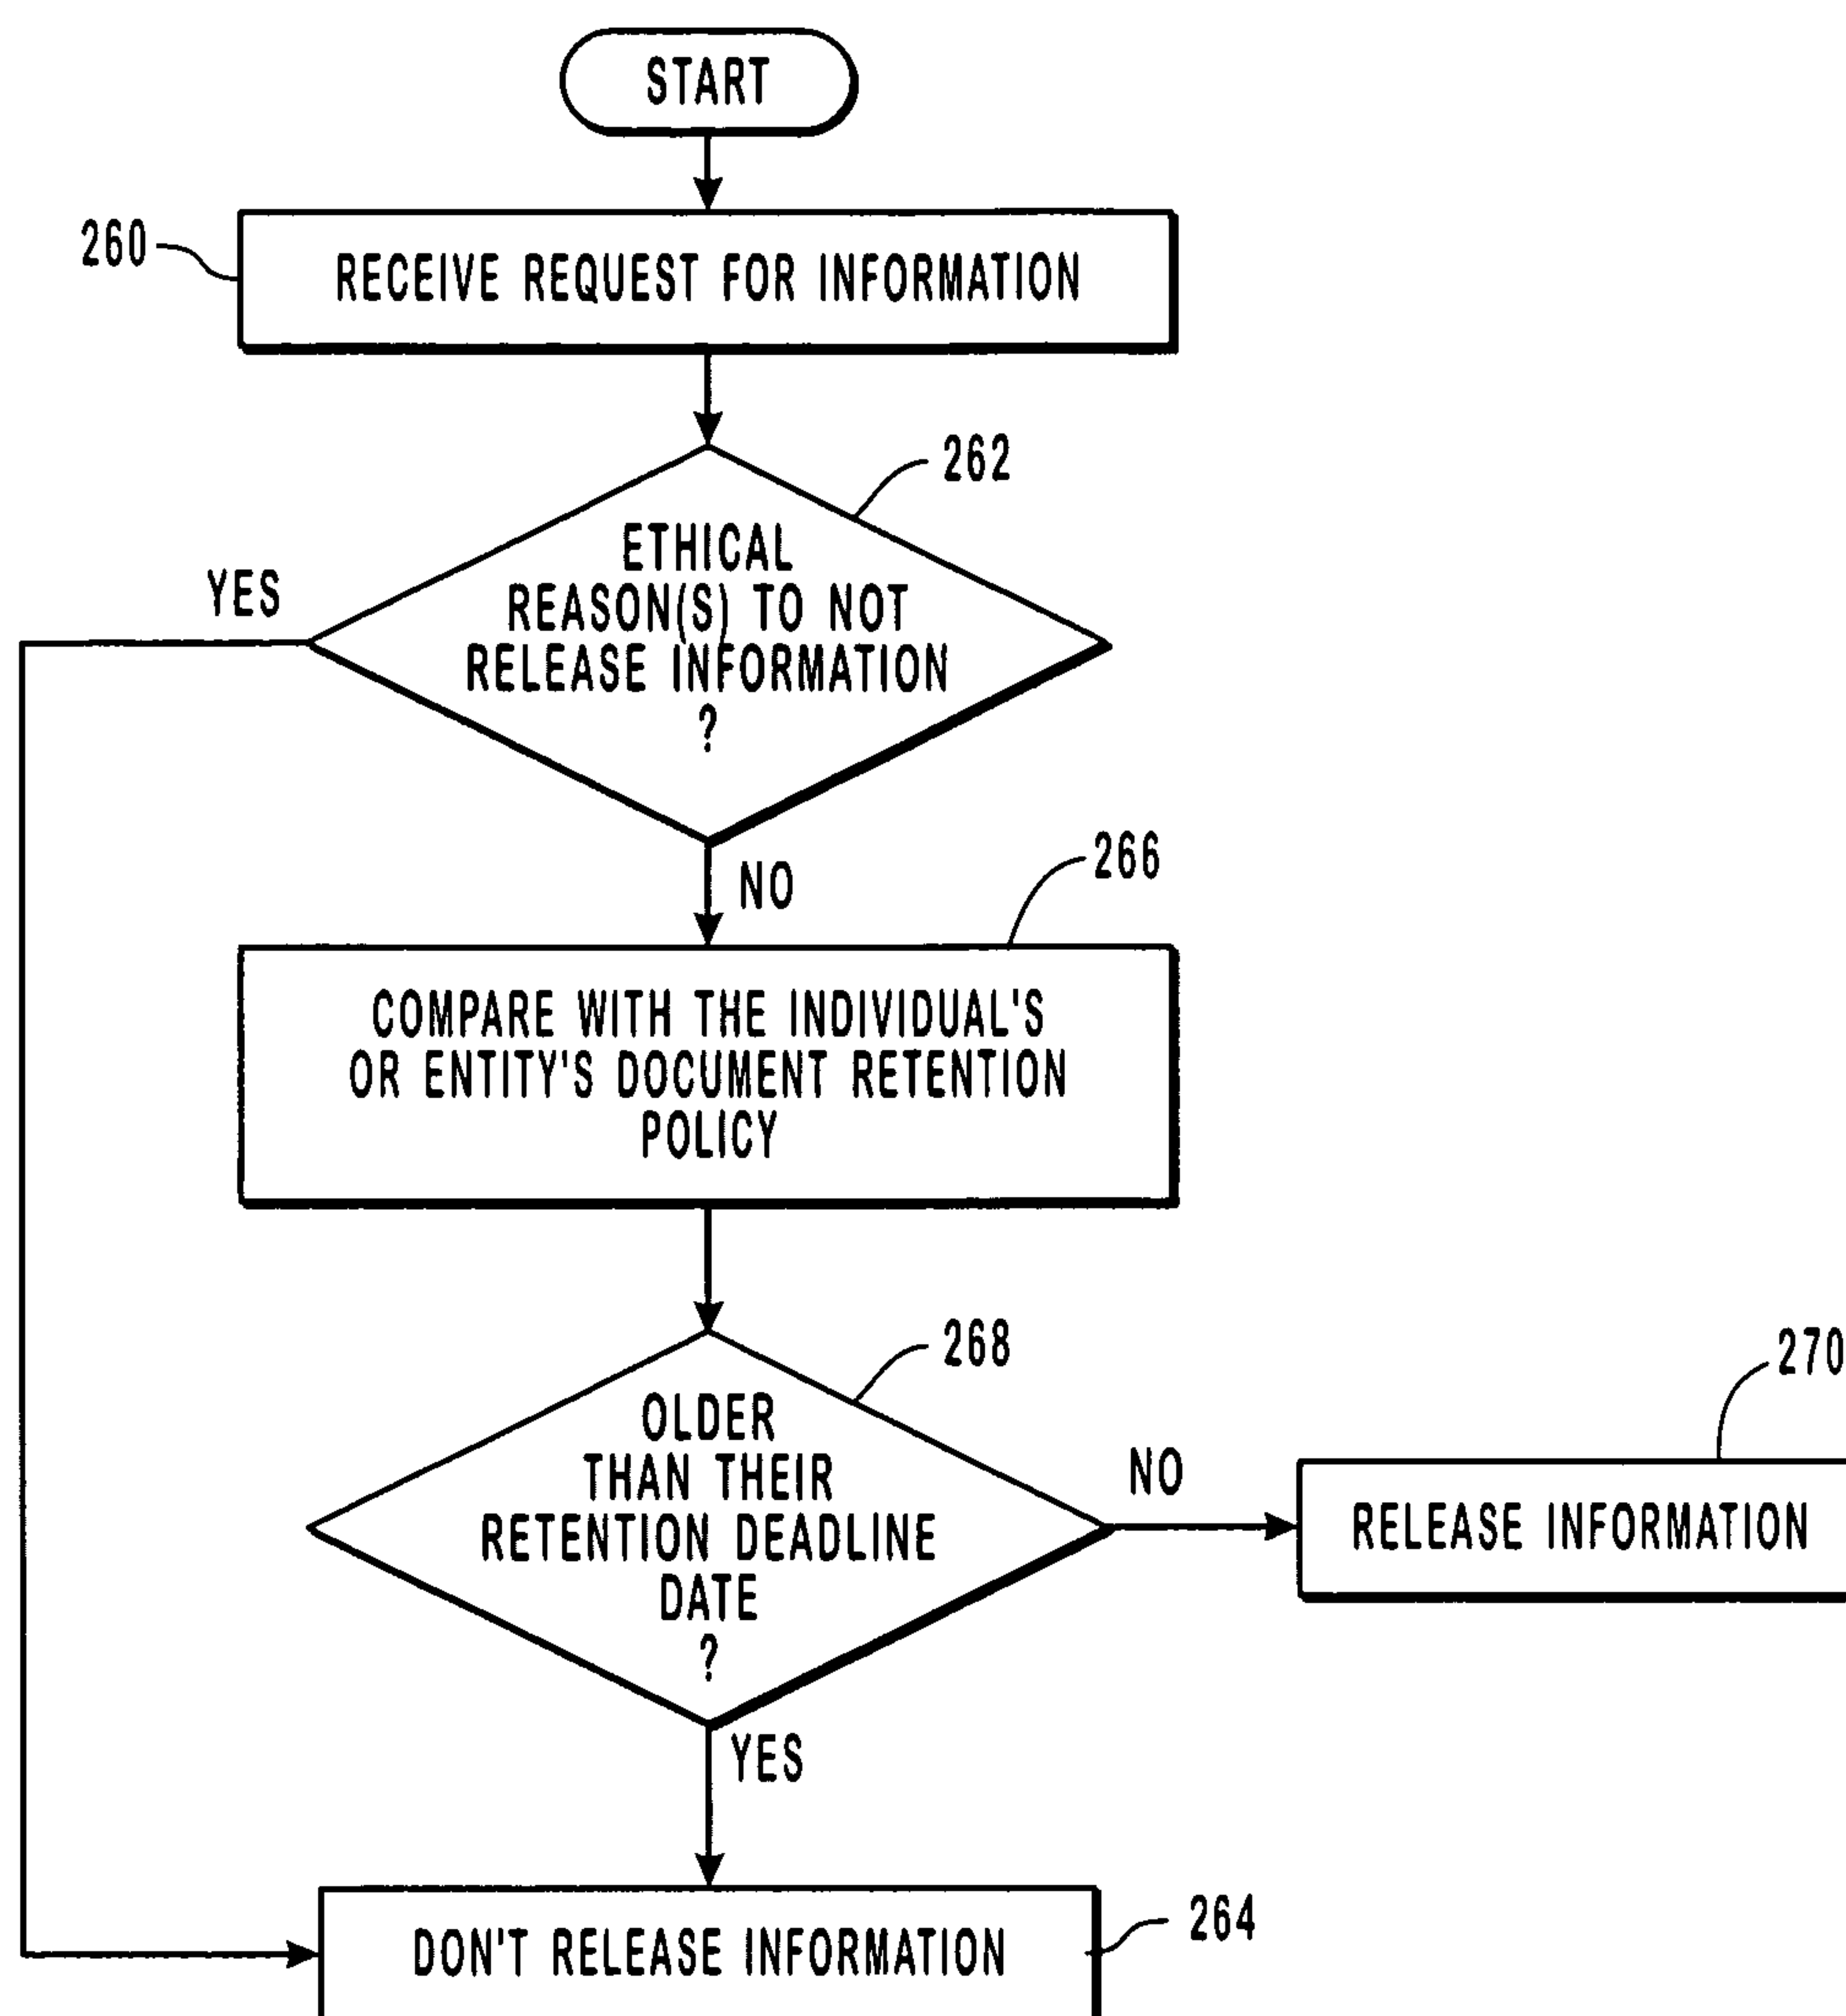 START
260
RECEIVE REQUEST FOR INFORMATION
262
ETHICAL
REASON(S) TO NOT
RELEASE INFORMATION
?
YES
NO
266
COMPARE WITH THE INDIVIDUAL'S
OR ENTITY'S DOCUMENT RETENTION
POLICY
268
OLDER
THAN THEIR
RETENTION DEADLINE
DATE
?
NO
270
RELEASE INFORMATION
YES
DON'T RELEASE INFORMATION
264